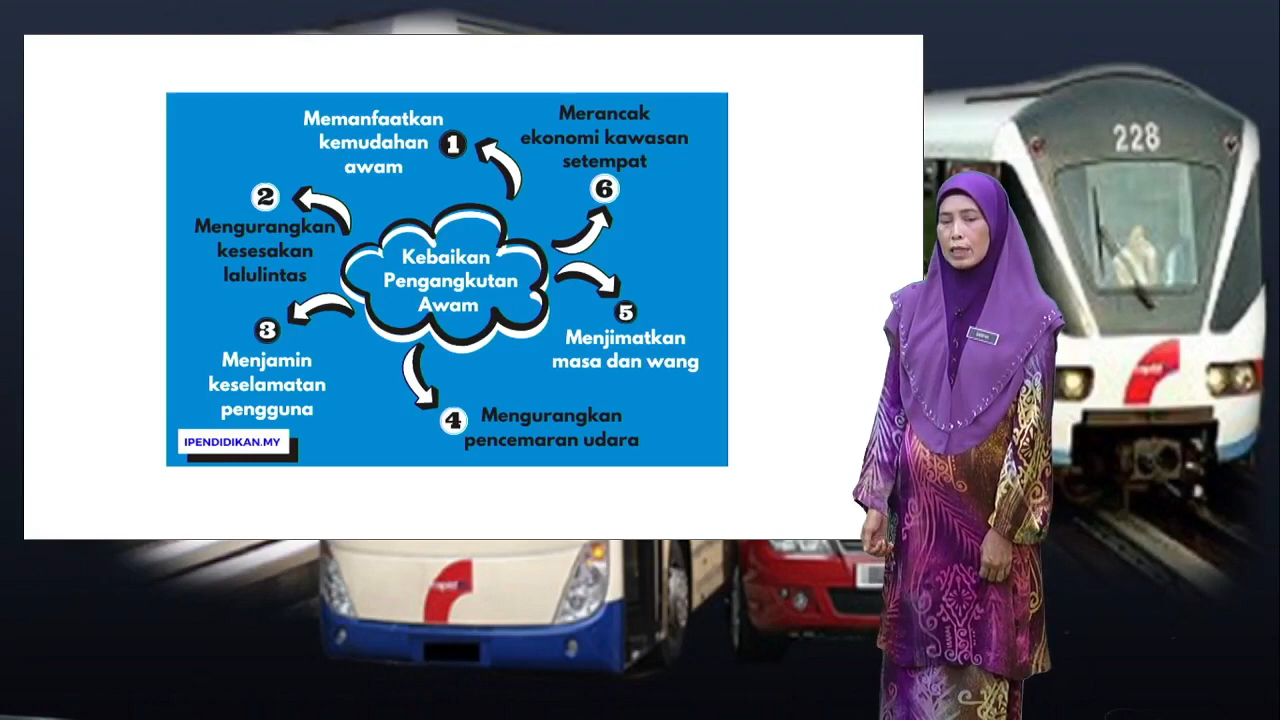 Kebaikan
Pengangkutan
Awam
1
Memanfaatkan
kemudahan
awam
2
Mengurangkan
kesesakan
lalulintas
3
Menjamin
keselamatan
pengguna
4
Mengurangkan
pencemaran udara
5
Menjimatkan
masa dan wang
Merancak
ekonomi kawasan
setempat
6
IPENDIDIKAN.MY
228
rapid